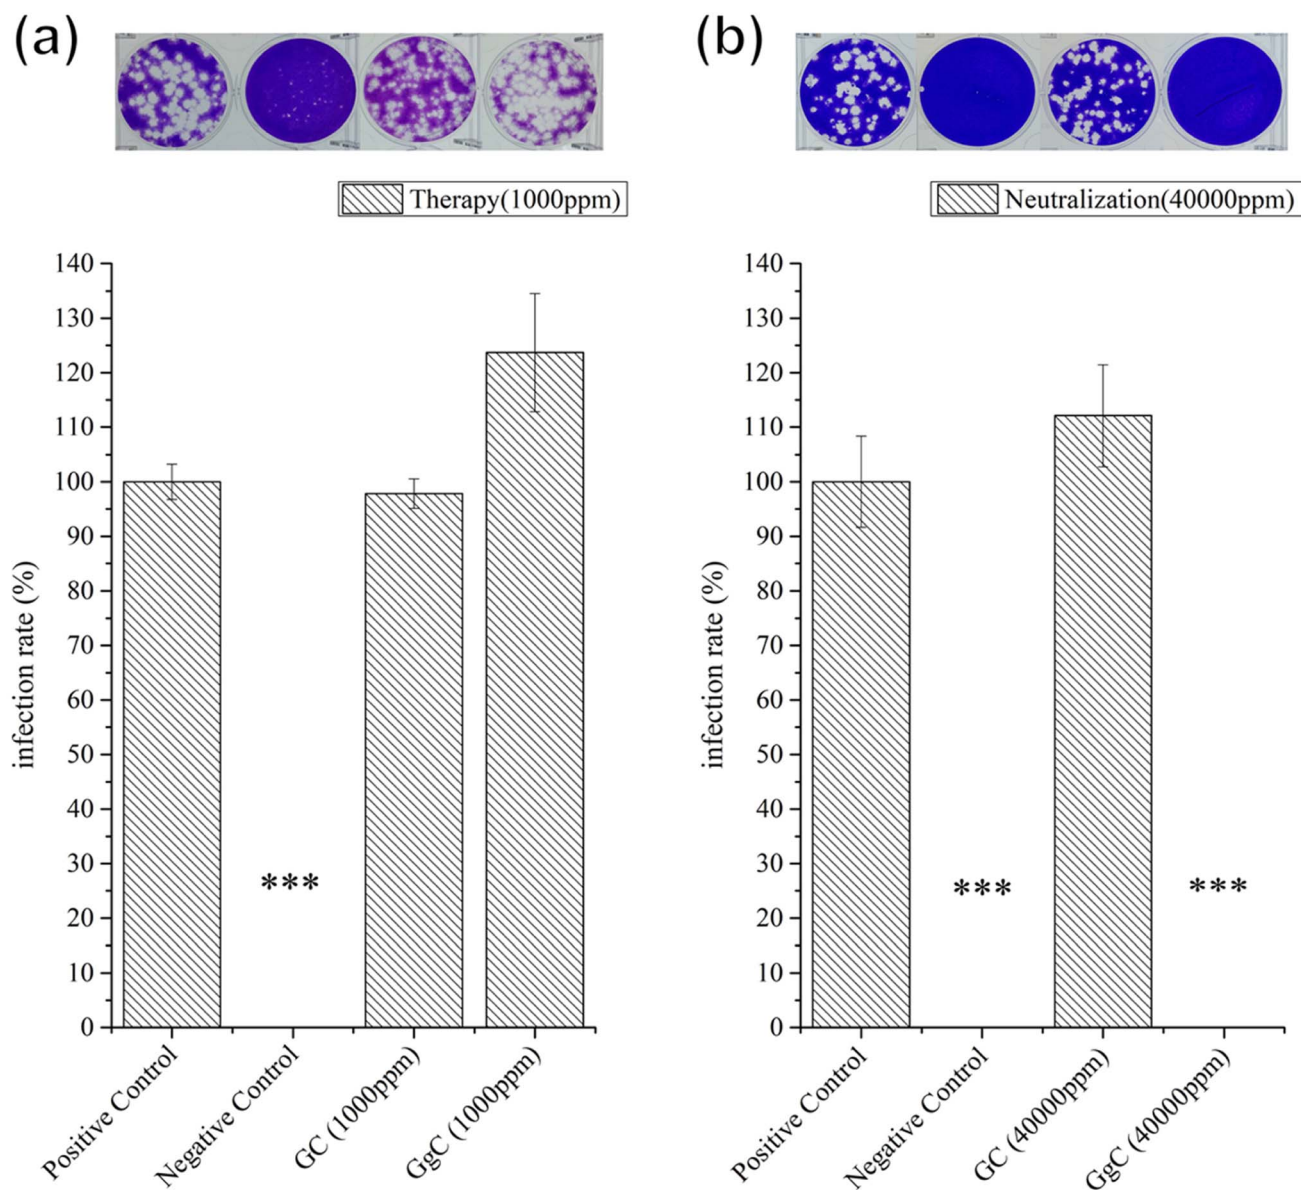 (a)
Therapy(1000ppm)
140
130
120
110
100
90
80
70
60
50
40
30
20
10
0
infection rate (%)
***
Positive Control
Negative Control
GC (1000ppm)
GgC (1000ppm)
(b)
Neutralization(40000ppm)
140
130
120
110
100
90
80
70
60
50
40
30
20
10
0
infection rate (%)
***
***
Positive Control
Negative Control
GC (40000ppm)
GgC (40000ppm)